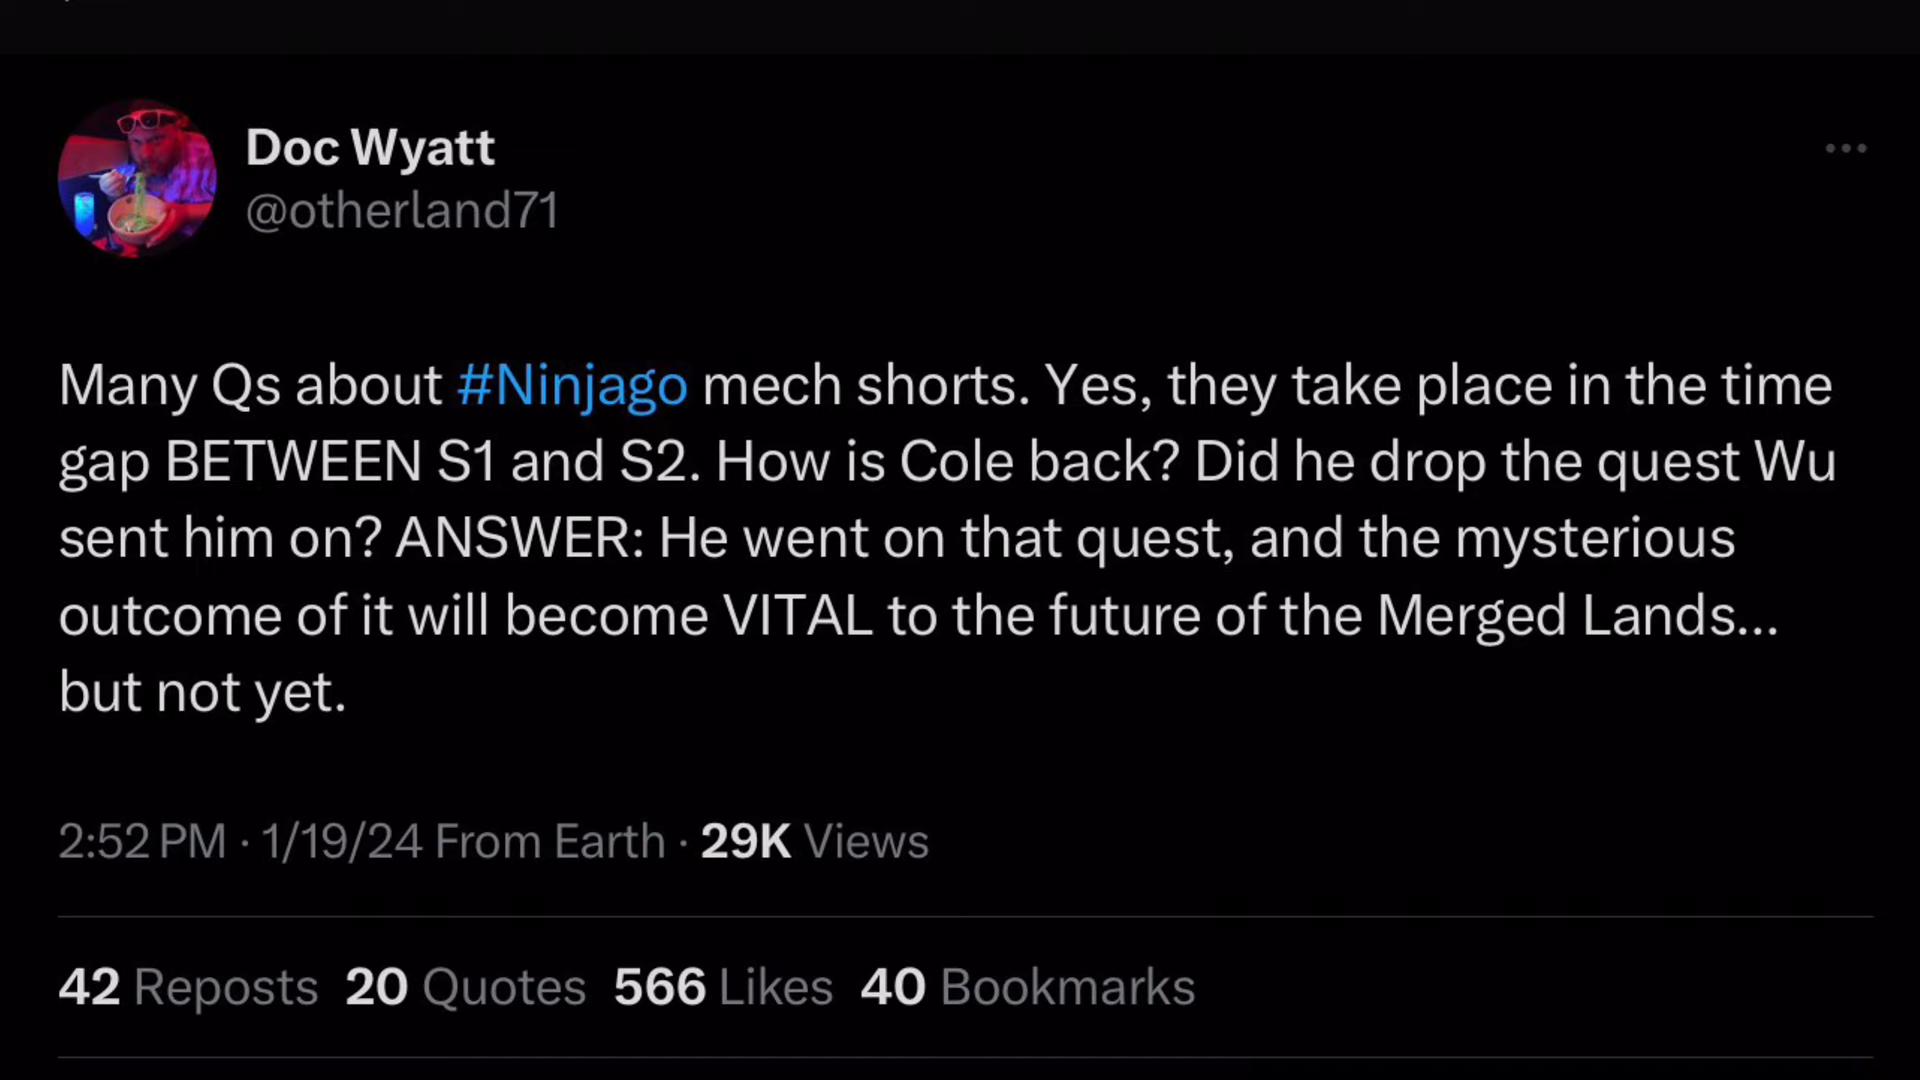 Doc Wyatt
@otherland71
Many Qs about #Ninjago mech shorts. Yes, they take place in the time
gap BETWEEN S1 and S2. How is Cole back? Did he drop the quest Wu
sent him on? ANSWER: He went on that quest, and the mysterious
outcome of it will become VITAL to the future of the Merged Lands...
but not yet.
2:52 PM · 1/19/24 From Earth · 29K Views
42 Reposts 20 Quotes 566 Likes 40 Bookmarks